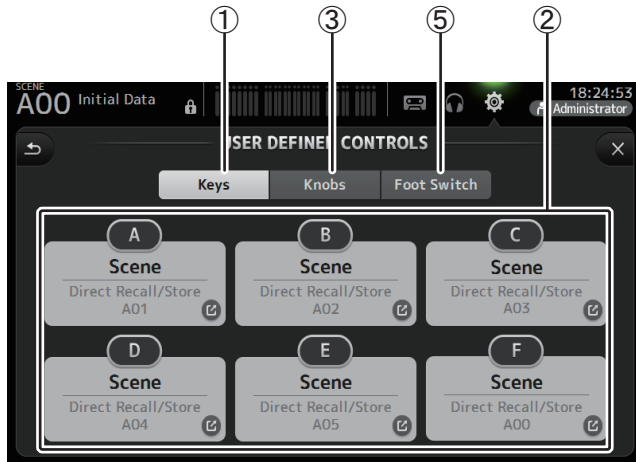 ① ③ ⑤ ②
SCENE
A00 Initial Data
18:24:53
Administrator
USER DEFINED CONTROLS
Keys Knobs Foot Switch
A B C
Scene Scene Scene
Direct Recall/Store Direct Recall/Store Direct Recall/Store
A01 A02 A03
D E F
Scene Scene Scene
Direct Recall/Store Direct Recall/Store Direct Recall/Store
A04 A05 A00